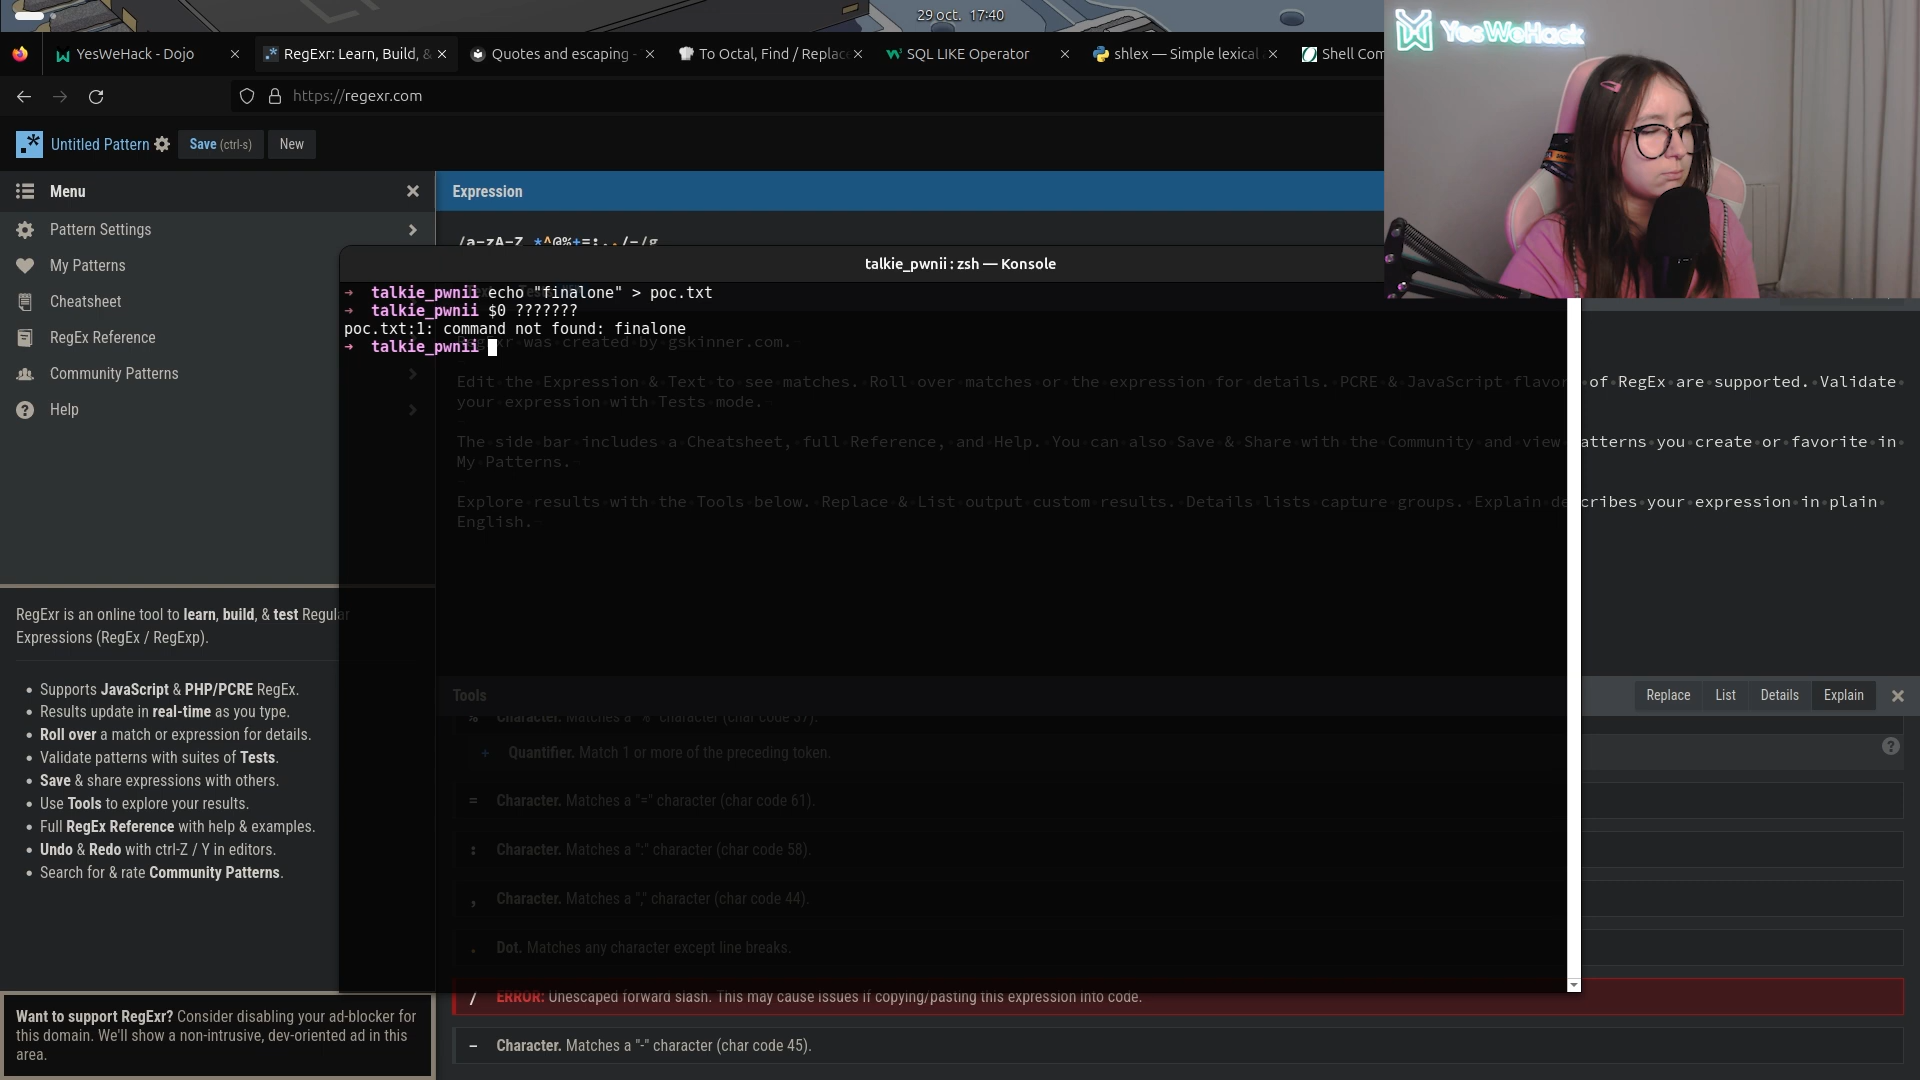 29 oct. 17:40
YesWeHack
YesWeHack - Dojo
RegExr: Learn, Build, &
Quotes and escaping -
To Octal, Find / Replace
SQL LIKE Operator
shlex — Simple lexical
Shell Com
https://regexr.com
Untitled Pattern
Save (ctrl-s)
New
Menu
Expression
Pattern Settings
/a-zA-Z_*^@%+=:,./-/g
My Patterns
talkie_pwnii : zsh — Konsole
Cheatsheet
➜ talkie_pwnii echo "finalone" > poc.txt
➜ talkie_pwnii $0 ???????
poc.txt:1: command not found: finalone
RegEx Reference
was created by gskinner.com.
➜ talkie_pwnii
Community Patterns
Edit the Expression & Text to see matches. Roll over matches or the expression for details. PCRE & JavaScript flavors of RegEx are supported. Validate
your expression with Tests mode.
Help
The side bar includes a Cheatsheet, full Reference, and Help. You can also Save & Share with the Community and view patterns you create or favorite in
My Patterns.
Explore results with the Tools below. Replace & List output custom results. Details lists capture groups. Explain describes your expression in plain
English.
RegExr is an online tool to learn, build, & test Regular
Expressions (RegEx / RegExp).
Supports JavaScript & PHP/PCRE RegEx.
Results update in real-time as you type.
Roll over a match or expression for details.
Validate patterns with suites of Tests.
Save & share expressions with others.
Use Tools to explore your results.
Full RegEx Reference with help & examples.
Undo & Redo with ctrl-Z / Y in editors.
Search for & rate Community Patterns.
Want to support RegExr? Consider disabling your ad-blocker for
this domain. We'll show a non-intrusive, dev-oriented ad in this
area.
Tools
Replace
List
Details
Explain
% Character. Matches a "%" character (char code 37).
+ Quantifier. Match 1 or more of the preceding token.
= Character. Matches a "=" character (char code 61).
: Character. Matches a ":" character (char code 58).
, Character. Matches a "," character (char code 44).
. Dot. Matches any character except line breaks.
/ ERROR: Unescaped forward slash. This may cause issues if copying/pasting this expression into code.
- Character. Matches a "-" character (char code 45).